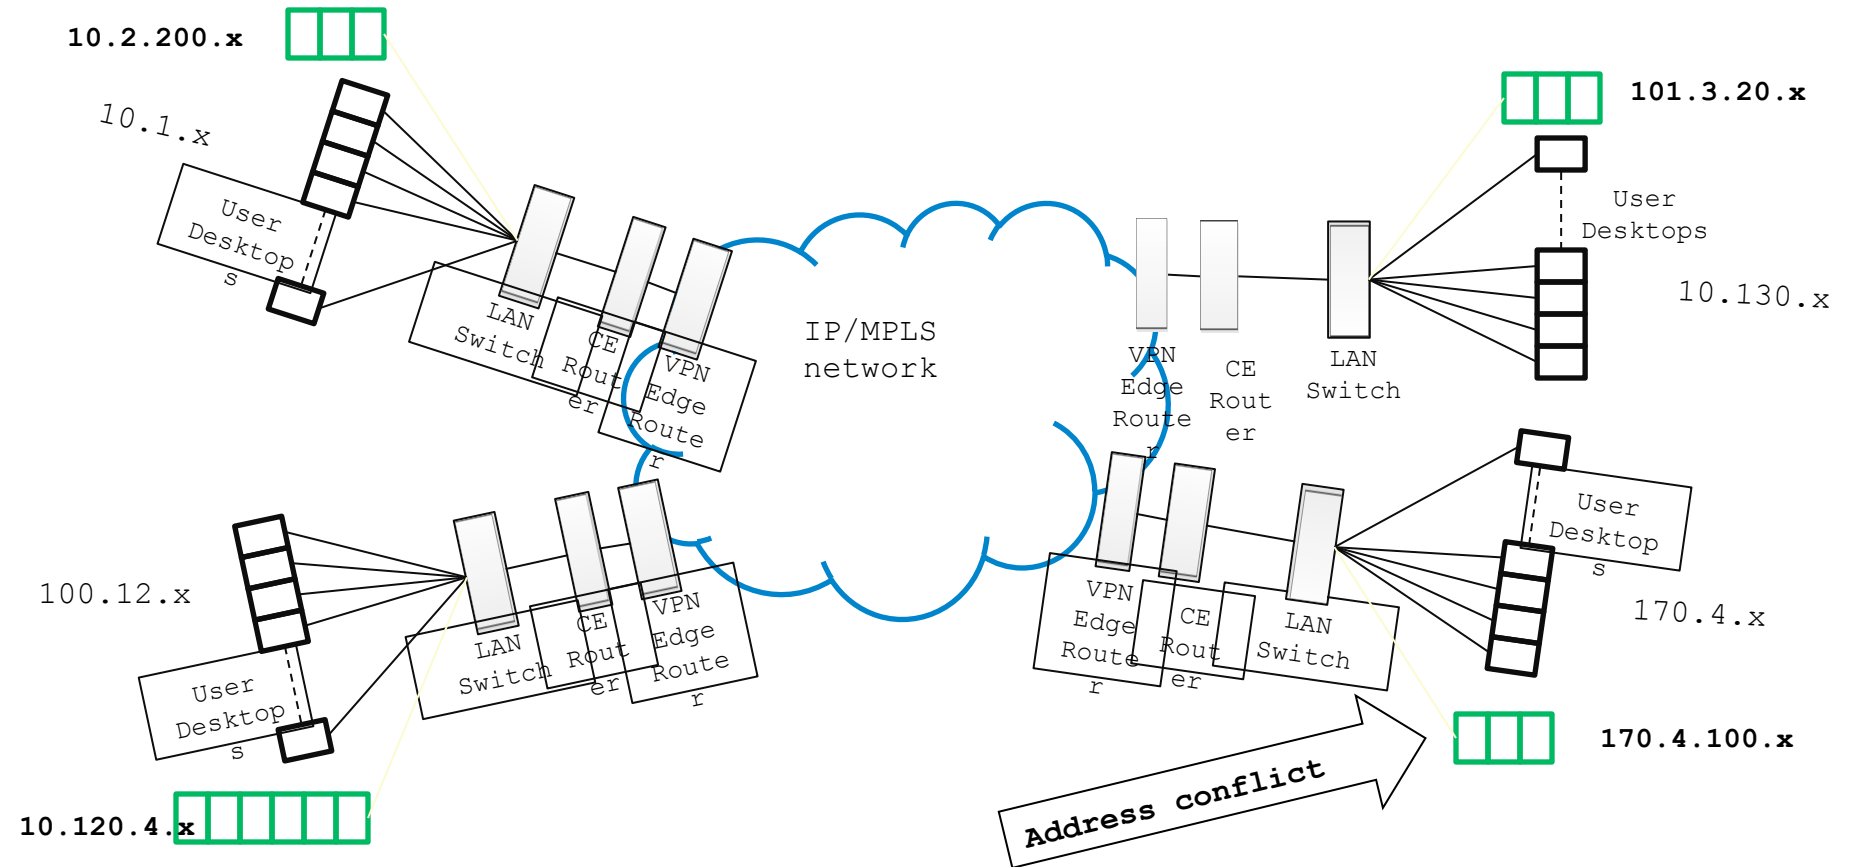 10.2.200.x
10.1.x
User
Desktop
s
LAN
Switch
CE
Rout
er
VPN
Edge
Route
r
IP/MPLS
network
101.3.20.x
User
Desktops
10.130.x
VPN
Edge
Route
r
CE
Rout
er
LAN
Switch
100.12.x
User
Desktop
s
LAN
Switch
CE
Rout
er
VPN
Edge
Route
r
10.120.4.x
VPN
Edge
Route
r
CE
Rout
er
LAN
Switch
User
Desktop
s
170.4.x
170.4.100.x
Address conflict